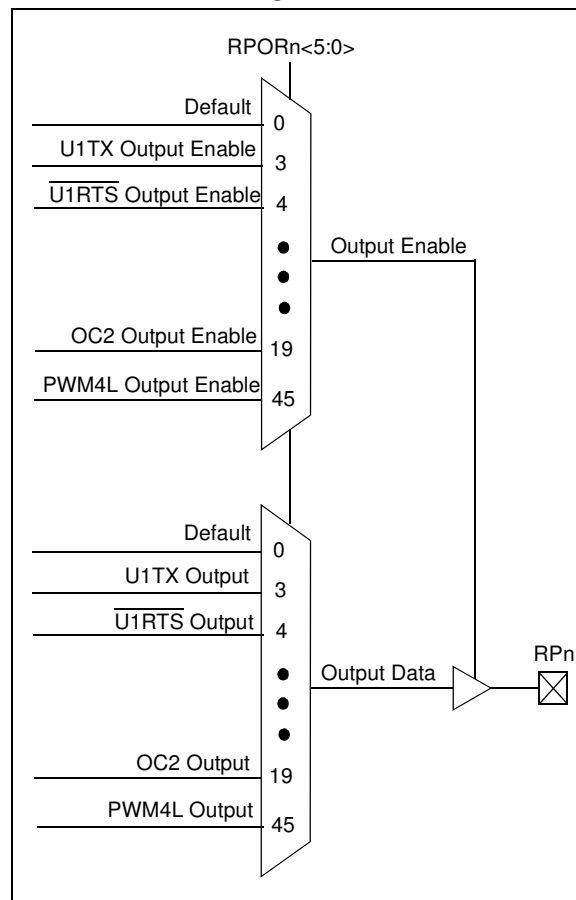 RPORn<5:0>
Default
0
U1TX Output Enable
3
U1RTS Output Enable
4
Output Enable
OC2 Output Enable
19
PWM4L Output Enable
45
Default
0
U1TX Output
3
U1RTS Output
4
RPn
Output Data
OC2 Output
19
PWM4L Output
45